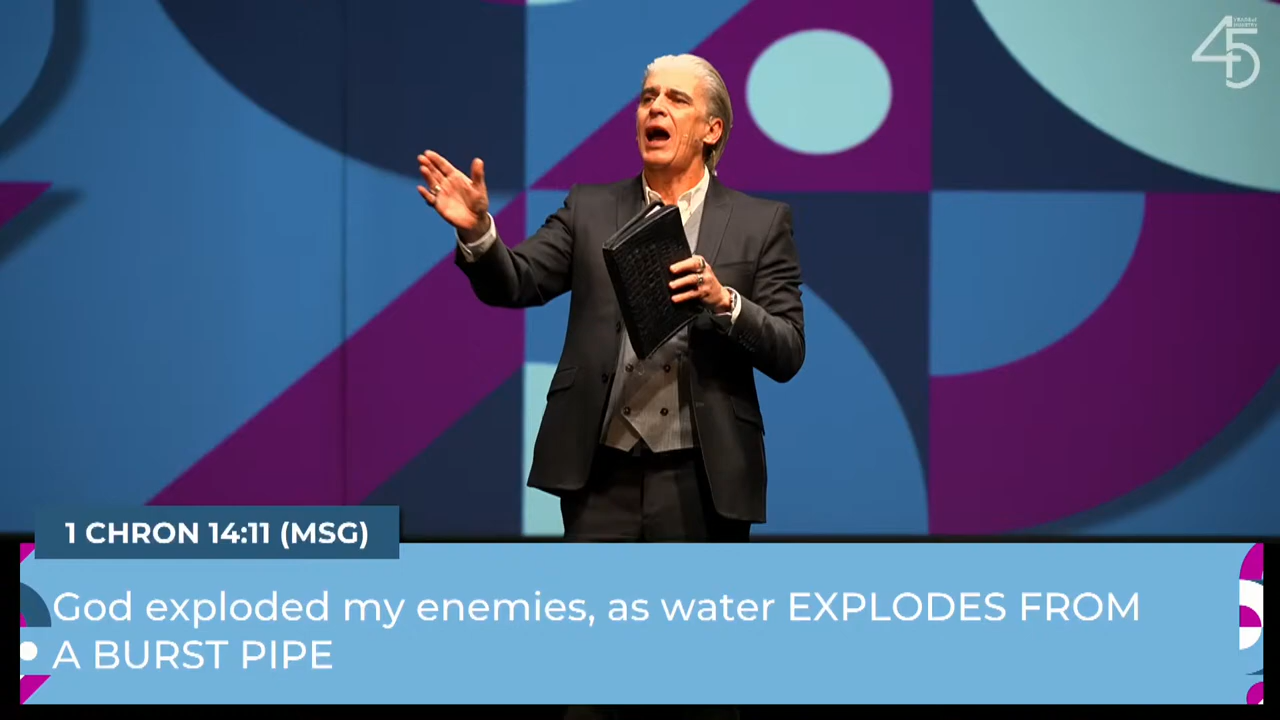 45
1 CHRON 14:11 (MSG)
God exploded my enemies, as water EXPLODES FROM
A BURST PIPE